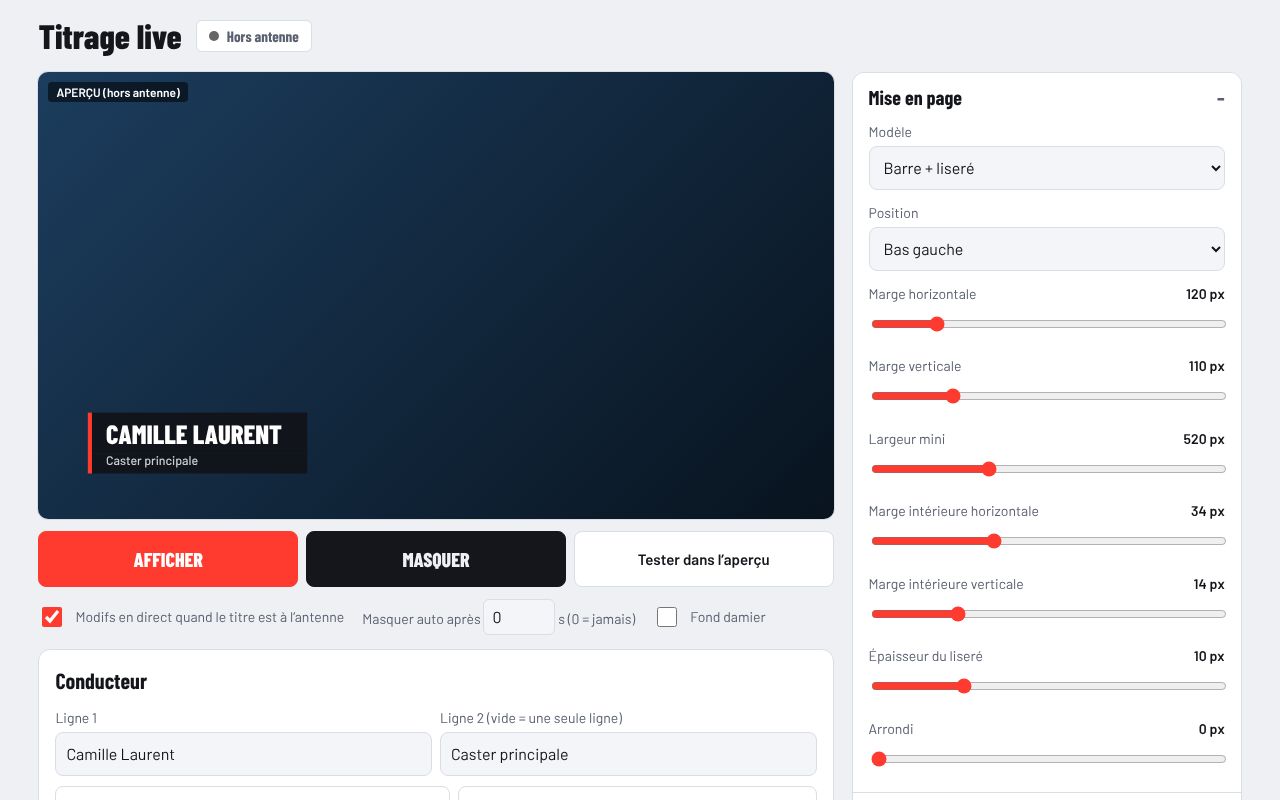 Titrage live
Hors antenne
APERÇU (hors antenne)
CAMILLE LAURENT
Caster principale
AFFICHER
MASQUER
Tester dans l’aperçu
Modifs en direct quand le titre est à l’antenne
Masquer auto après 0 s (0 = jamais)
Fond damier
Conducteur
Ligne 1
Ligne 2 (vide = une seule ligne)
Camille Laurent
Caster principale
Mise en page
–
Modèle
Barre + liseré
Position
Bas gauche
Marge horizontale 120 px
Marge verticale 110 px
Largeur mini 520 px
Marge intérieure horizontale 34 px
Marge intérieure verticale 14 px
Épaisseur du liseré 10 px
Arrondi 0 px